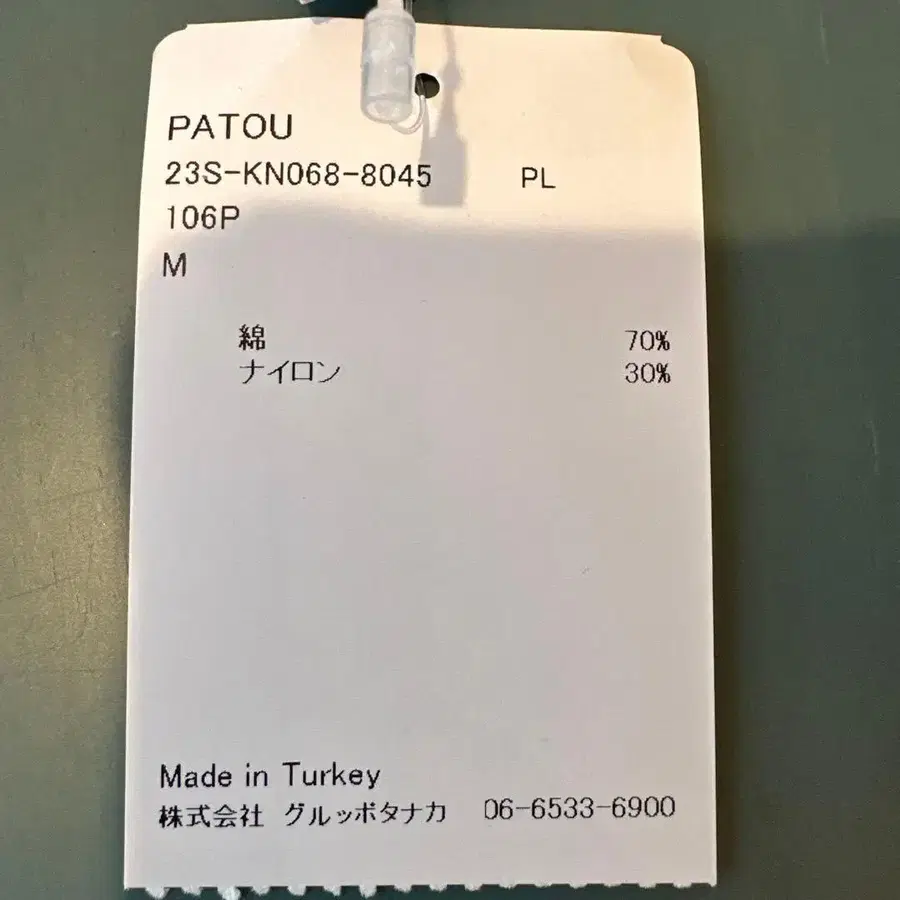 PATOU
23S-KN068-8045 PL
106P
M
綿 70%
ナイロン 30%
Made in Turkey
株式会社 グルッポタナカ 06-6533-6900